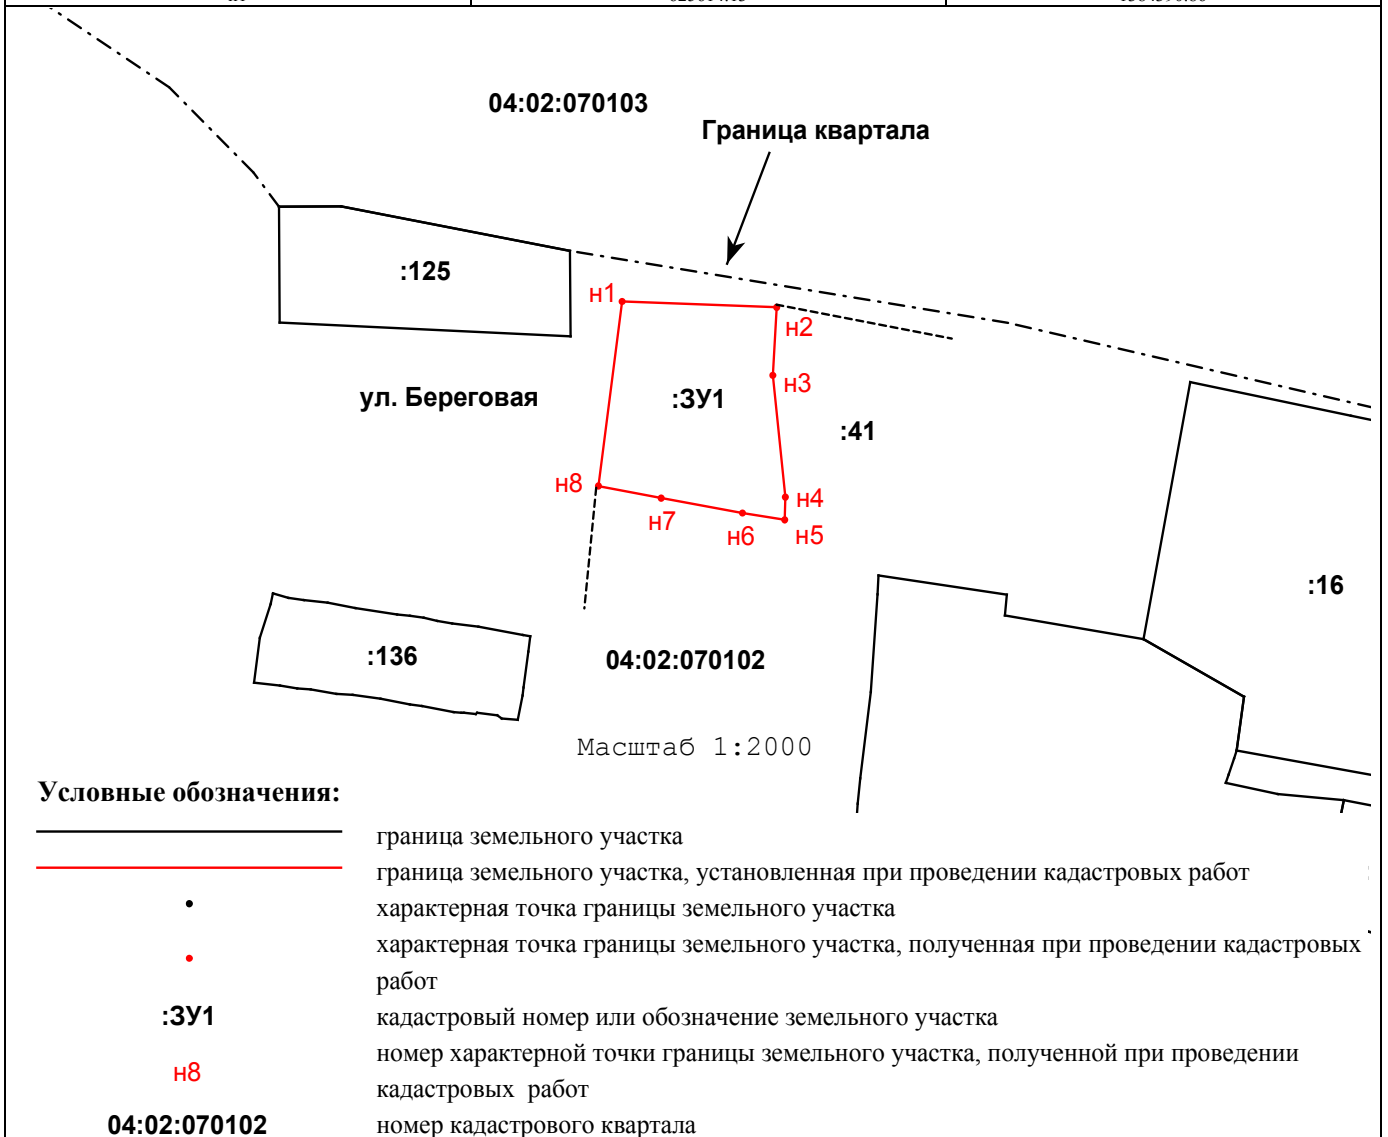 04:02:070103
Граница квартала
:125
н1
н2
н3
ул. Береговая
:ЗУ1
:41
н8
н7
н4
н6
н5
:16
:136
04:02:070102
Масштаб 1:2000
Условные обозначения:
граница земельного участка
граница земельного участка, установленная при проведении кадастровых работ
характерная точка границы земельного участка
характерная точка границы земельного участка, полученная при проведении кадастровых
работ
:ЗУ1 кадастровый номер или обозначение земельного участка
номер характерной точки границы земельного участка, полученной при проведении
н8
кадастровых работ
04:02:070102 номер кадастрового квартала